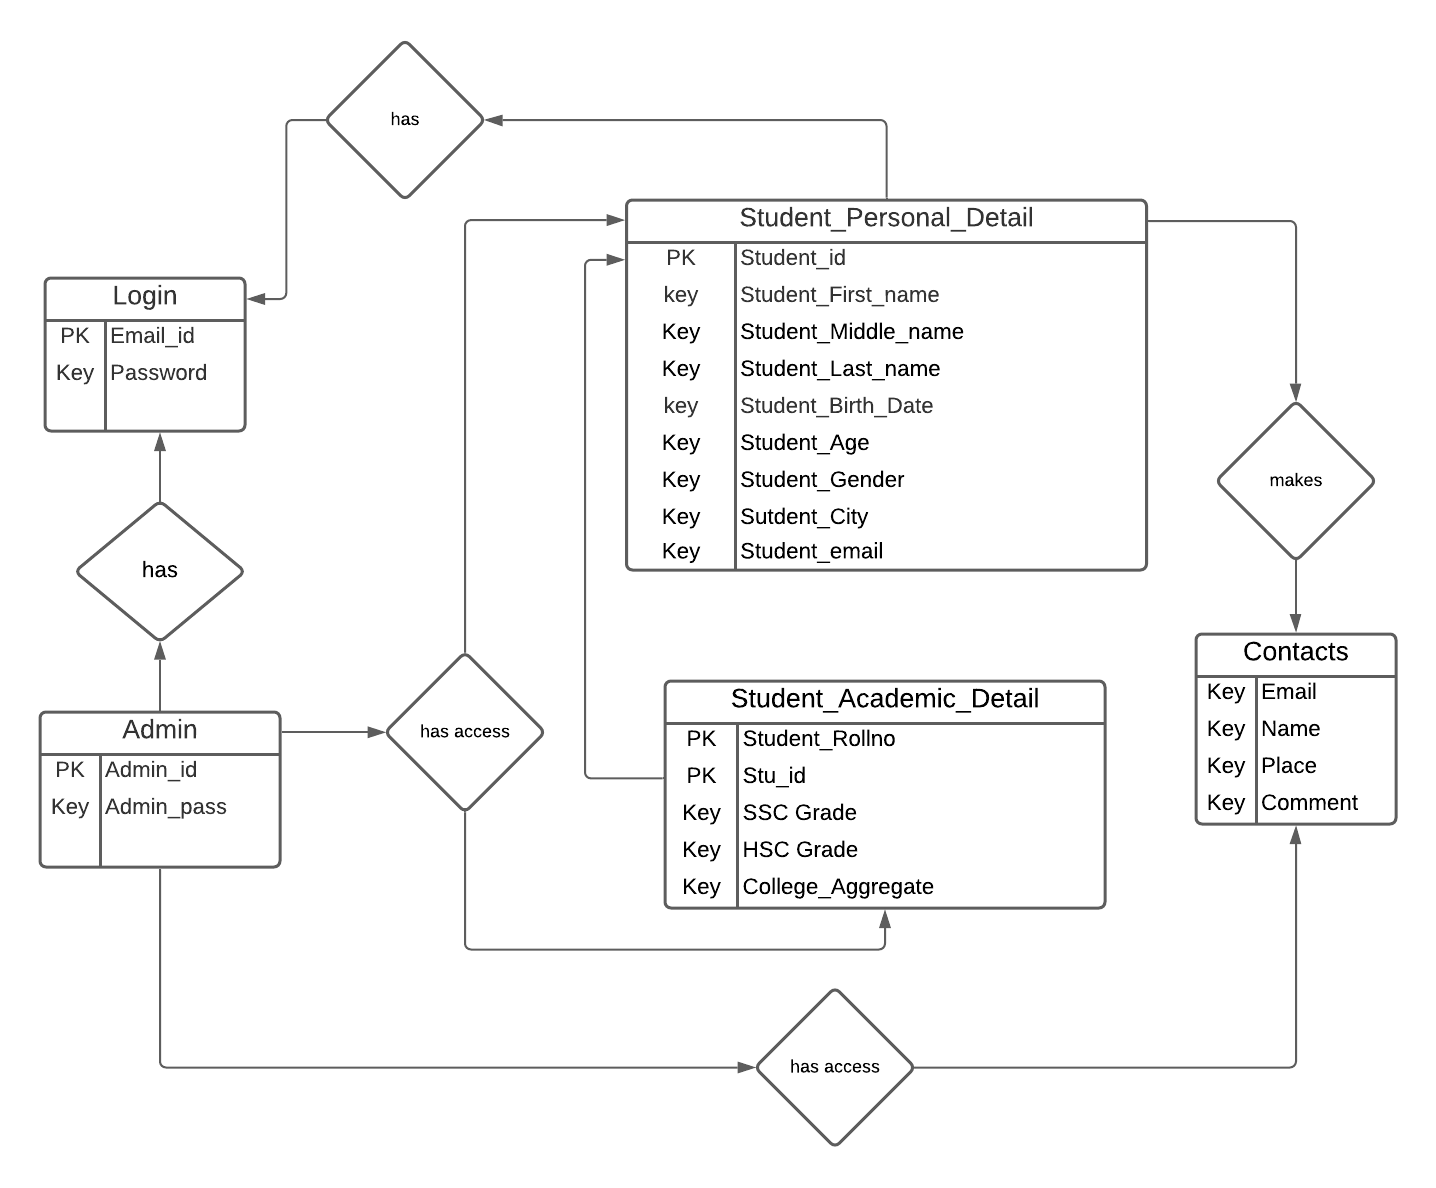 has
Student_Personal_Detail
PK Student_id
key Student_First_name
Key Student_Middle_name
Key Student_Last_name
key Student_Birth_Date
Key Student_Age
Key Student_Gender
Key Sutdent_City
Key Student_email
Login
PK Email_id
Key Password
makes
has
Contacts
Key Email
Key Name
Key Place
Key Comment
Admin
PK Admin_id
Key Admin_pass
has access
Student_Academic_Detail
PK Student_Rollno
PK Stu_id
Key SSC Grade
Key HSC Grade
Key College_Aggregate
has access